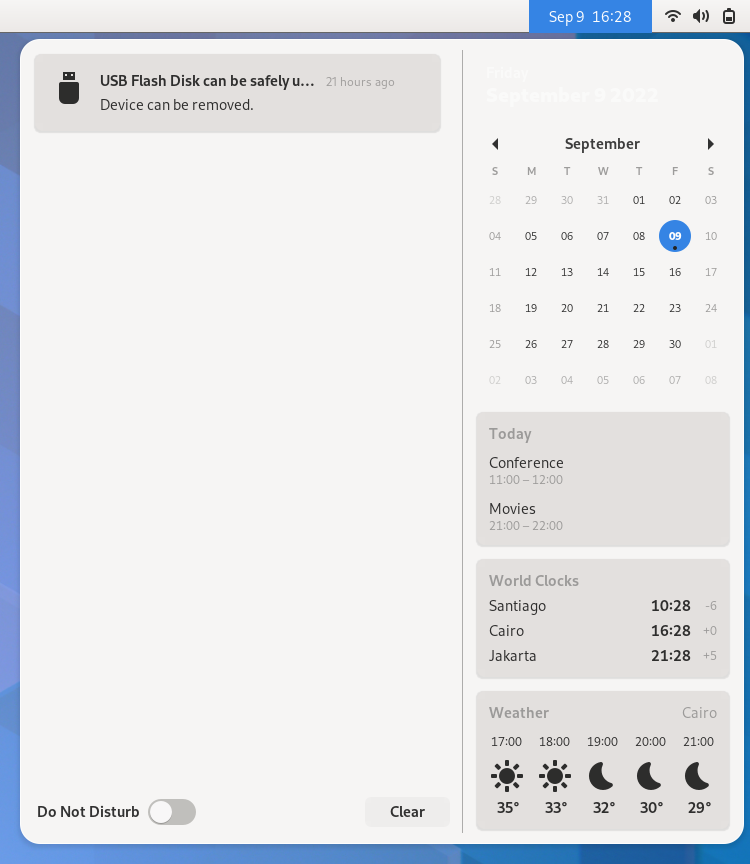 Sep 9 16:28
USB Flash Disk can be safely u... 21 hours ago
Device can be removed.
Do Not Disturb
Clear
Friday
September 9 2022
September
S M T W T F S
28 29 30 31 01 02 03
04 05 06 07 08 09 10
11 12 13 14 15 16 17
18 19 20 21 22 23 24
25 26 27 28 29 30 01
02 03 04 05 06 07 08
Today
Conference
11:00 – 12:00
Movies
21:00 – 22:00
World Clocks
Santiago 10:28 -6
Cairo 16:28 +0
Jakarta 21:28 +5
Weather Cairo
17:00 18:00 19:00 20:00 21:00
35° 33° 32° 30° 29°